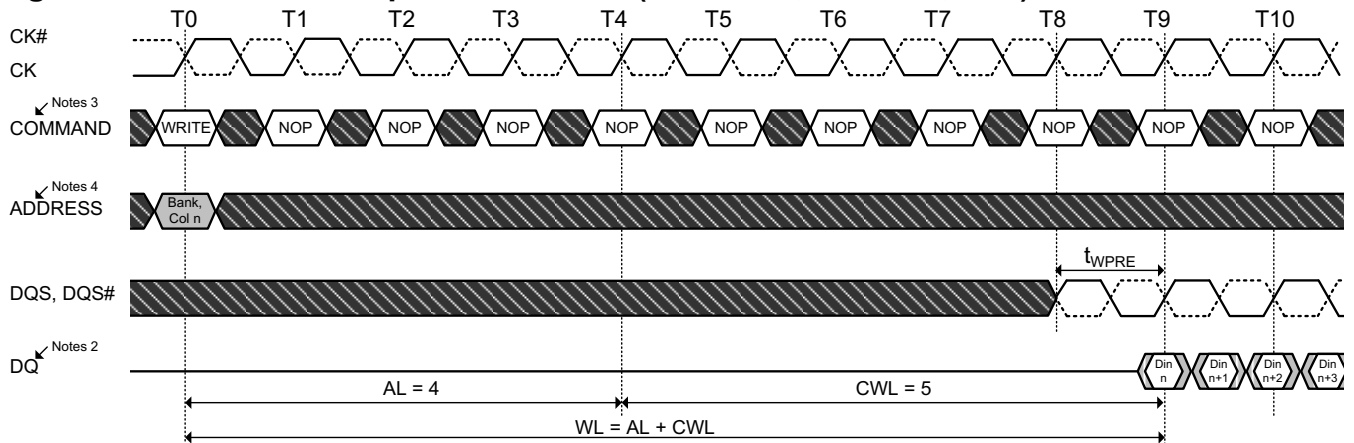 T0 T1 T2 T3 T4 T5 T6 T7 T8 T9 T10
CK#
CK
Notes 3
COMMAND WRITE NOP NOP NOP NOP NOP NOP NOP NOP NOP NOP
Notes 4
ADDRESS
Bank,
Col n
tWPRE
DQS, DQS#
Notes 2
DQ
Din Din Din Din
n n+1 n+2 n+3
AL = 4 CWL = 5
WL = AL + CWL